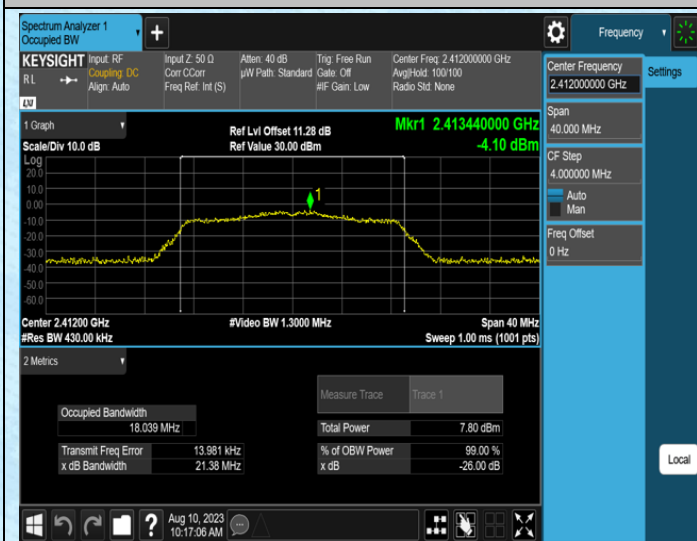 Spectrum Analyzer 1
Occupied BW
+
Frequency
KEYSIGHT
R L
LXI
Input: RF
Coupling: DC
Align: Auto
Input Z: 50 Ω
Corr CCorr
Freq Ref: Int (S)
Atten: 40 dB
µW Path: Standard
Trig: Free Run
Gate: Off
#IF Gain: Low
Center Freq: 2.412000000 GHz
Avg|Hold: 100/100
Radio Std: None
Center Frequency
2.412000000 GHz
Settings
Span
40.000 MHz
CF Step
4.000000 MHz
Auto
Man
Freq Offset
0 Hz
Local
1 Graph
Scale/Div 10.0 dB
Ref Lvl Offset 11.28 dB
Ref Value 30.00 dBm
Mkr1 2.413440000 GHz
-4.10 dBm
Log
20.0
10.0
0.00
-10.0
-20.0
-30.0
-40.0
-50.0
-60.0
1
Center 2.41200 GHz
#Res BW 430.00 kHz
#Video BW 1.3000 MHz
Span 40 MHz
Sweep 1.00 ms (1001 pts)
2 Metrics
Measure Trace
Trace 1
Occupied Bandwidth
18.039 MHz
Total Power
7.80 dBm
Transmit Freq Error
13.981 kHz
% of OBW Power
99.00 %
x dB Bandwidth
21.38 MHz
x dB
-26.00 dB
?
Aug 10, 2023
10:17:06 AM